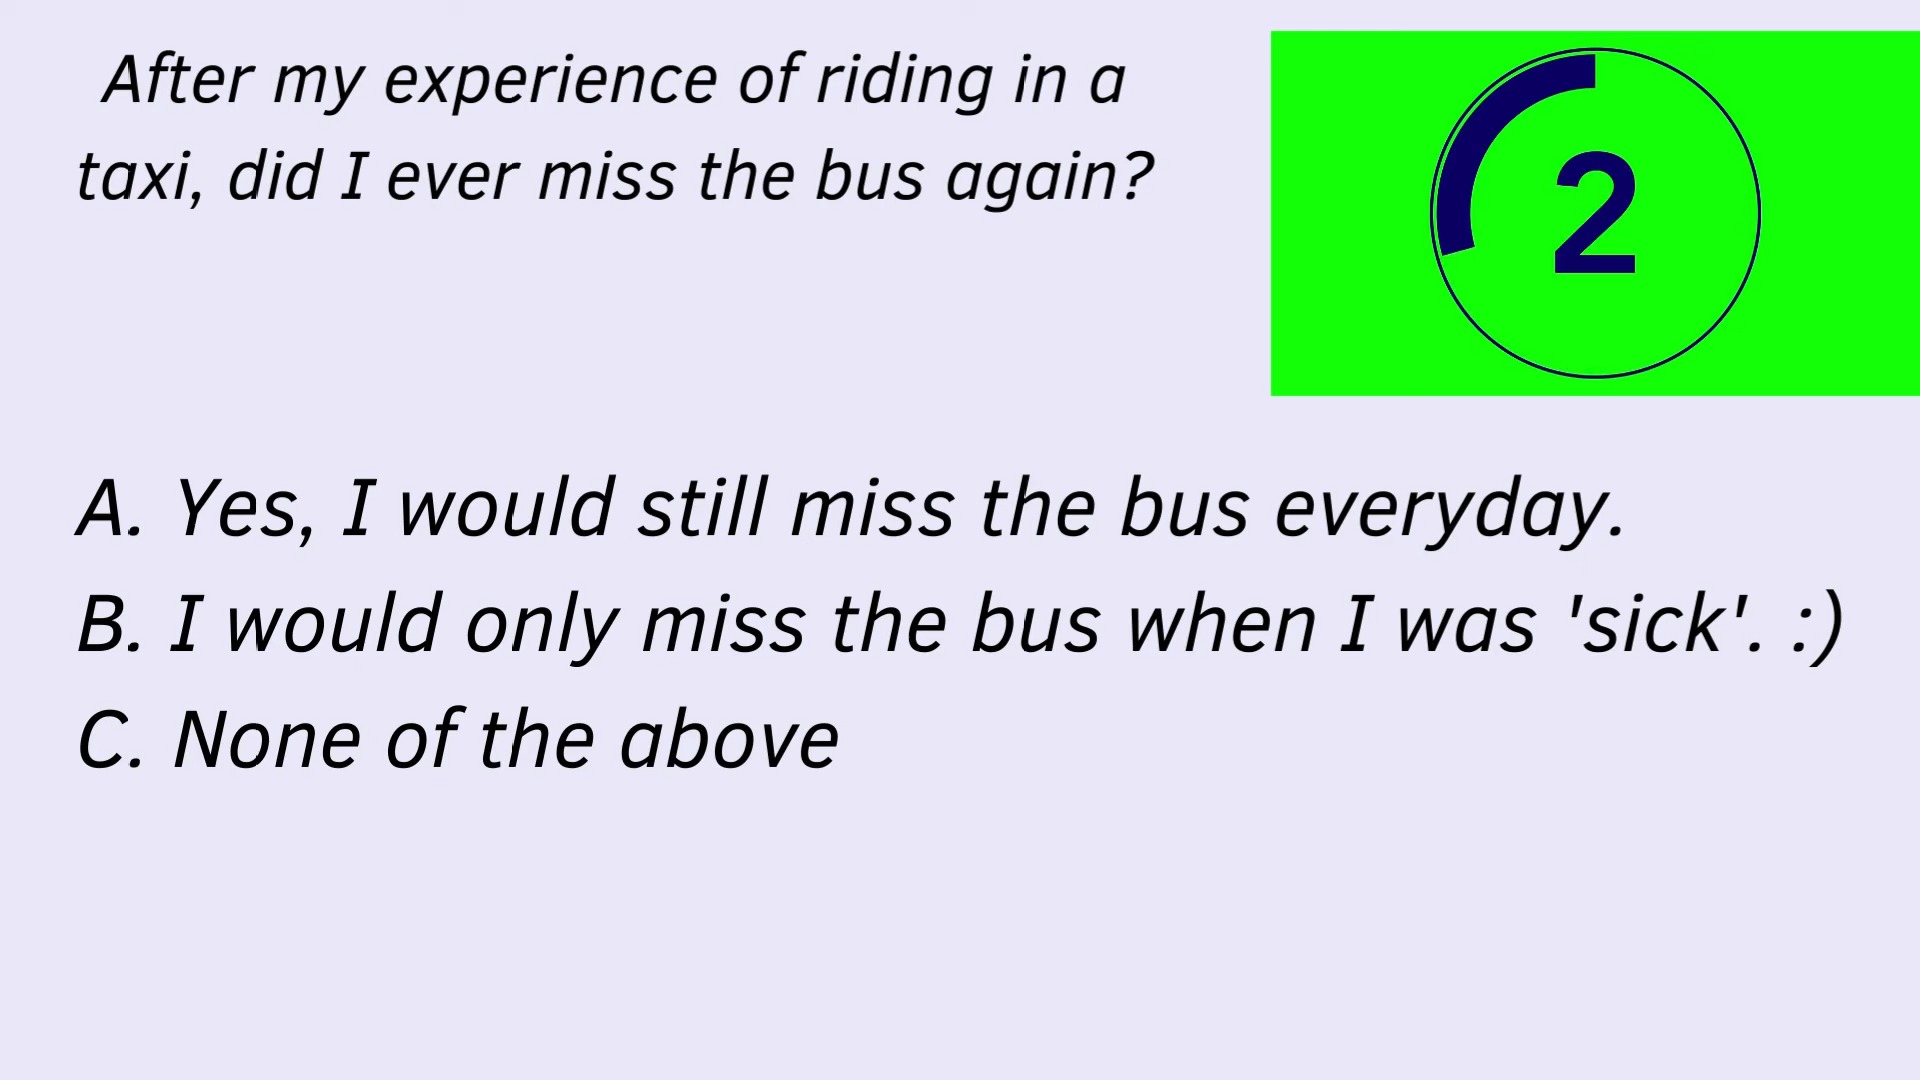 After my experience of riding in a
taxi, did I ever miss the bus again?
2
A. Yes, I would still miss the bus everyday.
B. I would only miss the bus when I was 'sick'. :)
C. None of the above